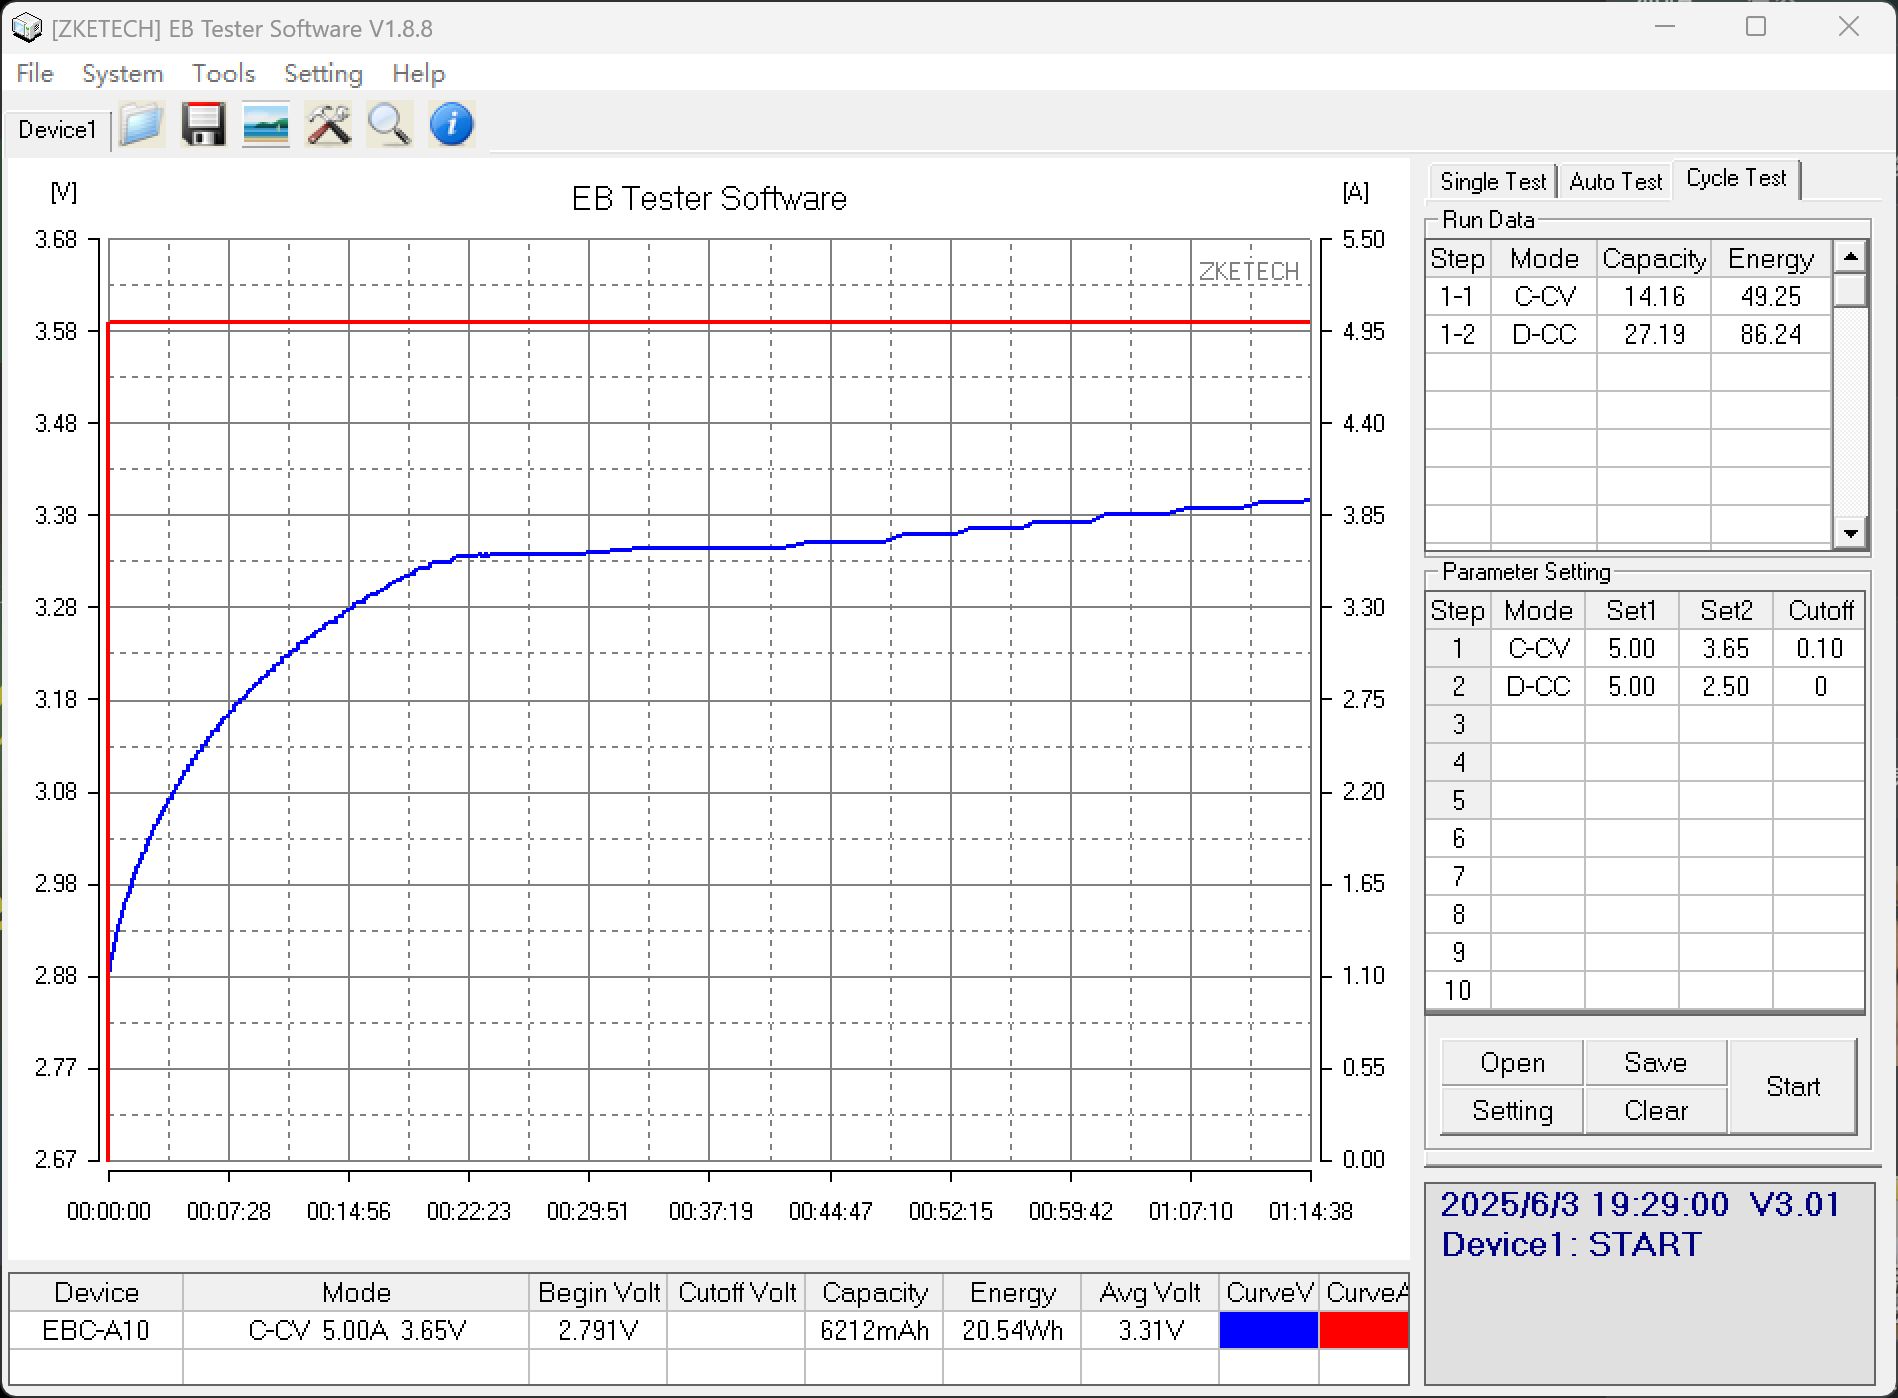 [ZKETECH] EB Tester Software V1.8.8
File System Tools Setting Help
Device1
[V] EB Tester Software [A]
ZKETECH
3.68
3.58
3.48
3.38
3.28
3.18
3.08
2.98
2.88
2.77
2.67
5.50
4.95
4.40
3.85
3.30
2.75
2.20
1.65
1.10
0.55
0.00
00:00:00 00:07:28 00:14:56 00:22:23 00:29:51 00:37:19 00:44:47 00:52:15 00:59:42 01:07:10 01:14:38
Device Mode Begin Volt Cutoff Volt Capacity Energy Avg Volt CurveV CurveA
EBC-A10 C-CV 5.00A 3.65V 2.791V 6212mAh 20.54Wh 3.31V
Single Test Auto Test Cycle Test
Run Data
Step Mode Capacity Energy
1-1 C-CV 14.16 49.25
1-2 D-CC 27.19 86.24
Parameter Setting
Step Mode Set1 Set2 Cutoff
1 C-CV 5.00 3.65 0.10
2 D-CC 5.00 2.50 0
3
4
5
6
7
8
9
10
Open Save Start
Setting Clear
2025/6/3 19:29:00 V3.01
Device1: START